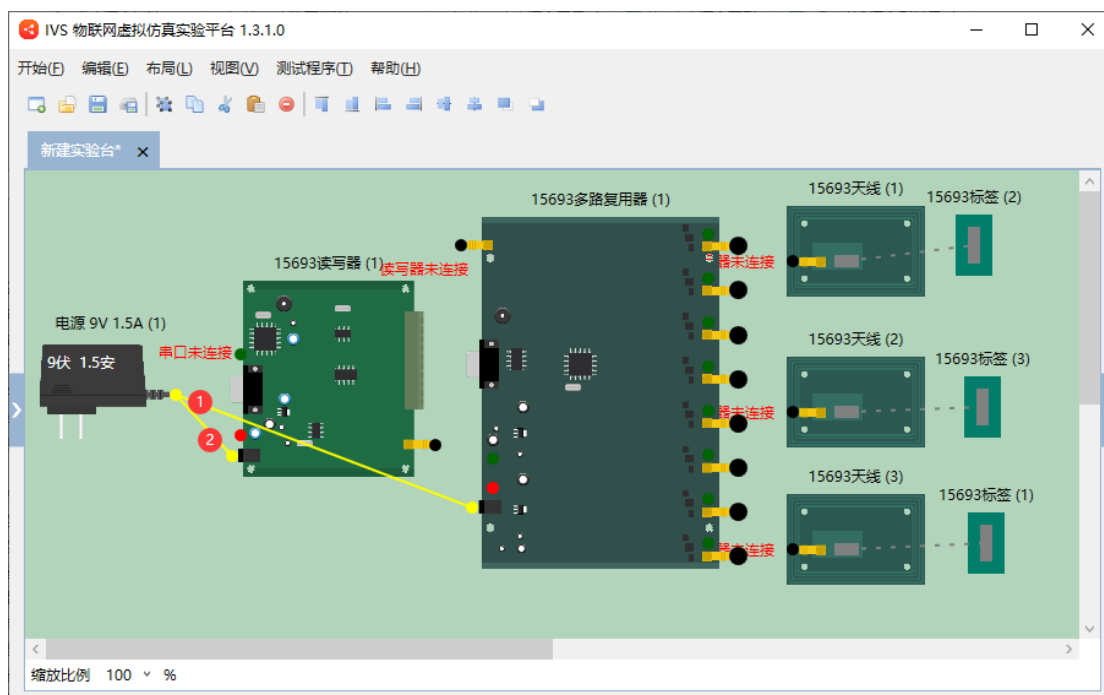 IVS 物联网虚拟仿真实验平台 1.3.1.0
开始(F) 编辑(E) 布局(L) 视图(V) 测试程序(T) 帮助(H)
新建实验台*
15693天线 (1)
15693标签 (2)
15693多路复用器 (1)
15693读写器 (1)
读写器未连接
器未连接
电源 9V 1.5A (1)
串口未连接
9伏 1.5安
15693天线 (2)
15693标签 (3)
1
器未连接
2
15693天线 (3)
15693标签 (1)
器未连接
缩放比例 100 %